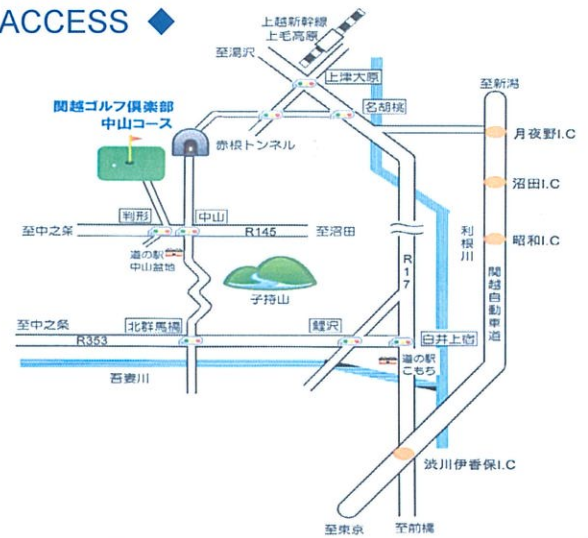 ACCESS ◆
上越新幹線
上毛高原
至湯沢
上津大原
至新潟
関越ゴルフ倶楽部
中山コース
名胡桃
月夜野I.C
赤根トンネル
沼田I.C
判形
中山
至中之条
R145
至沼田
利根川
昭和I.C
道の駅
中山盆地
R17
関越自動車道
子持山
至中之条
北群馬橋
鯉沢
白井上宿
R353
道の駅
こもち
吾妻川
渋川伊香保I.C
至東京
至前橋